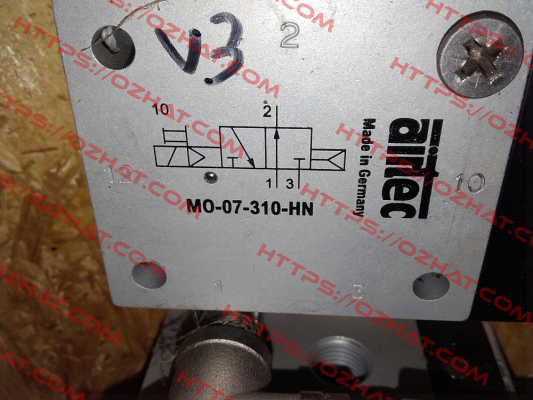 V3
2
10
2
1 3
MO-07-310-HN
airtec
Made in Germany
12
10
1
3
HTTPS://OZHAT.COM